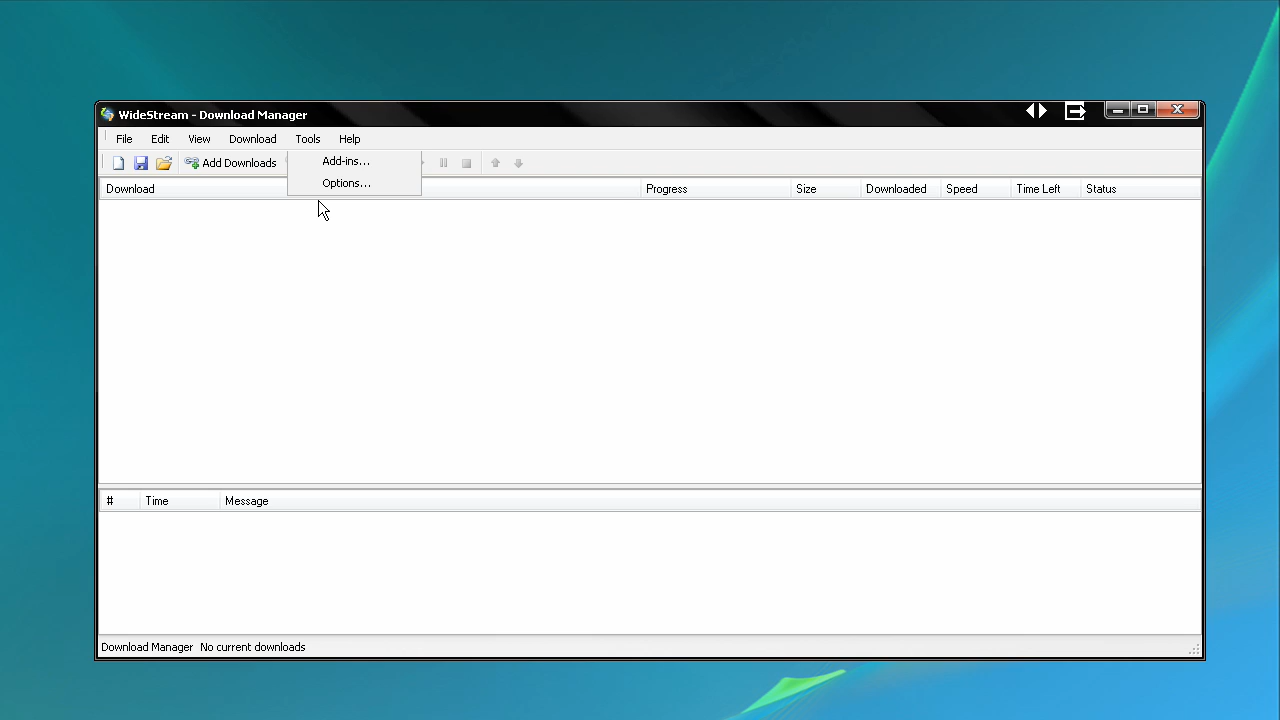 WideStream - Download Manager
File Edit View Download Tools Help
Add Downloads
Add-ins...
Options...
Download Progress Size Downloaded Speed Time Left Status
# Time Message
Download Manager No current downloads